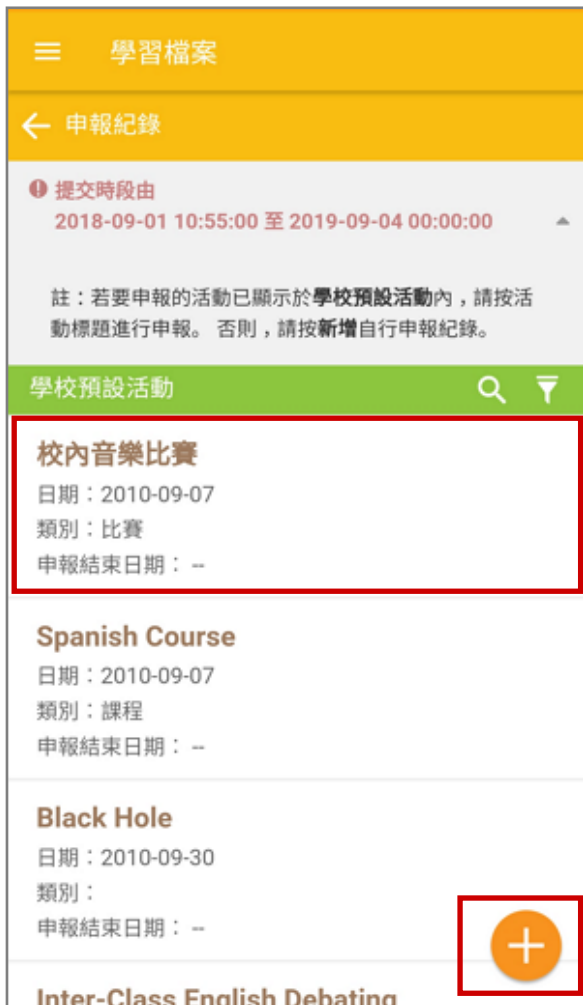 學習檔案
申報紀錄
提交時段由
2018-09-01 10:55:00 至 2019-09-04 00:00:00
註：若要申報的活動已顯示於學校預設活動內，請按活
動標題進行申報。 否則，請按新增自行申報紀錄。
學校預設活動
校內音樂比賽
日期：2010-09-07
類別：比賽
申報結束日期： --
Spanish Course
日期：2010-09-07
類別：課程
申報結束日期： --
Black Hole
日期：2010-09-30
類別：
申報結束日期： --
Inter-Class English Debating